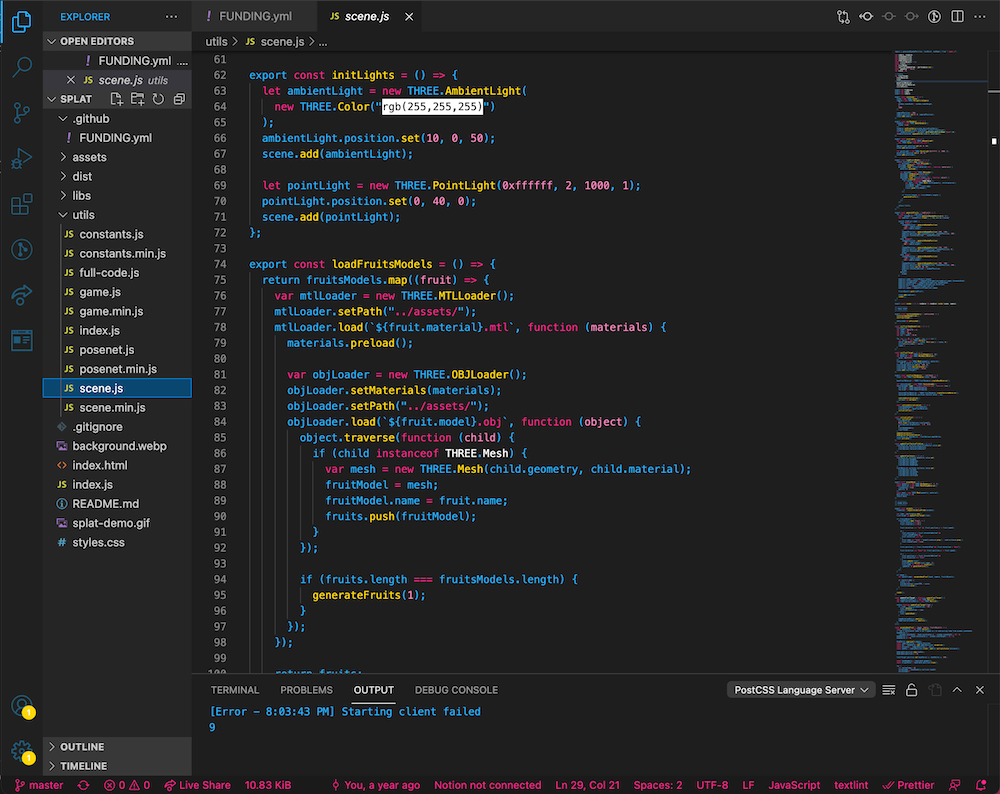 EXPLORER
OPEN EDITORS
! FUNDING.yml ...
JS scene.js utils
SPLAT
.github
! FUNDING.yml
assets
dist
libs
utils
JS constants.js
JS constants.min.js
JS full-code.js
JS game.js
JS game.min.js
JS index.js
JS posenet.js
JS posenet.min.js
JS scene.js
JS scene.min.js
.gitignore
background.webp
index.html
JS index.js
README.md
splat-demo.gif
# styles.css
OUTLINE
TIMELINE
1
1
! FUNDING.yml
JS scene.js
utils > JS scene.js > ...
61
62 export const initLights = () => {
63 let ambientLight = new THREE.AmbientLight(
64 new THREE.Color("rgb(255,255,255)")
65 );
66 ambientLight.position.set(10, 0, 50);
67 scene.add(ambientLight);
68
69 let pointLight = new THREE.PointLight(0xffffff, 2, 1000, 1);
70 pointLight.position.set(0, 40, 0);
71 scene.add(pointLight);
72 };
73
74 export const loadFruitsModels = () => {
75 return fruitsModels.map((fruit) => {
76 var mtlLoader = new THREE.MTLLoader();
77 mtlLoader.setPath("../assets/");
78 mtlLoader.load(`${fruit.material}.mtl`, function (materials) {
79 materials.preload();
80
81 var objLoader = new THREE.OBJLoader();
82 objLoader.setMaterials(materials);
83 objLoader.setPath("../assets/");
84 objLoader.load(`${fruit.model}.obj`, function (object) {
85 object.traverse(function (child) {
86 if (child instanceof THREE.Mesh) {
87 var mesh = new THREE.Mesh(child.geometry, child.material);
88 fruitModel = mesh;
89 fruitModel.name = fruit.name;
90 fruits.push(fruitModel);
91 }
92 });
93
94 if (fruits.length === fruitsModels.length) {
95 generateFruits(1);
96 }
97 });
98 });
99
100 return fruits;
TERMINAL PROBLEMS OUTPUT DEBUG CONSOLE PostCSS Language Server
[Error - 8:03:43 PM] Starting client failed
9
master 0 0 Live Share 10.83 KiB You, a year ago Notion not connected Ln 29, Col 21 Spaces: 2 UTF-8 LF JavaScript textlint Prettier